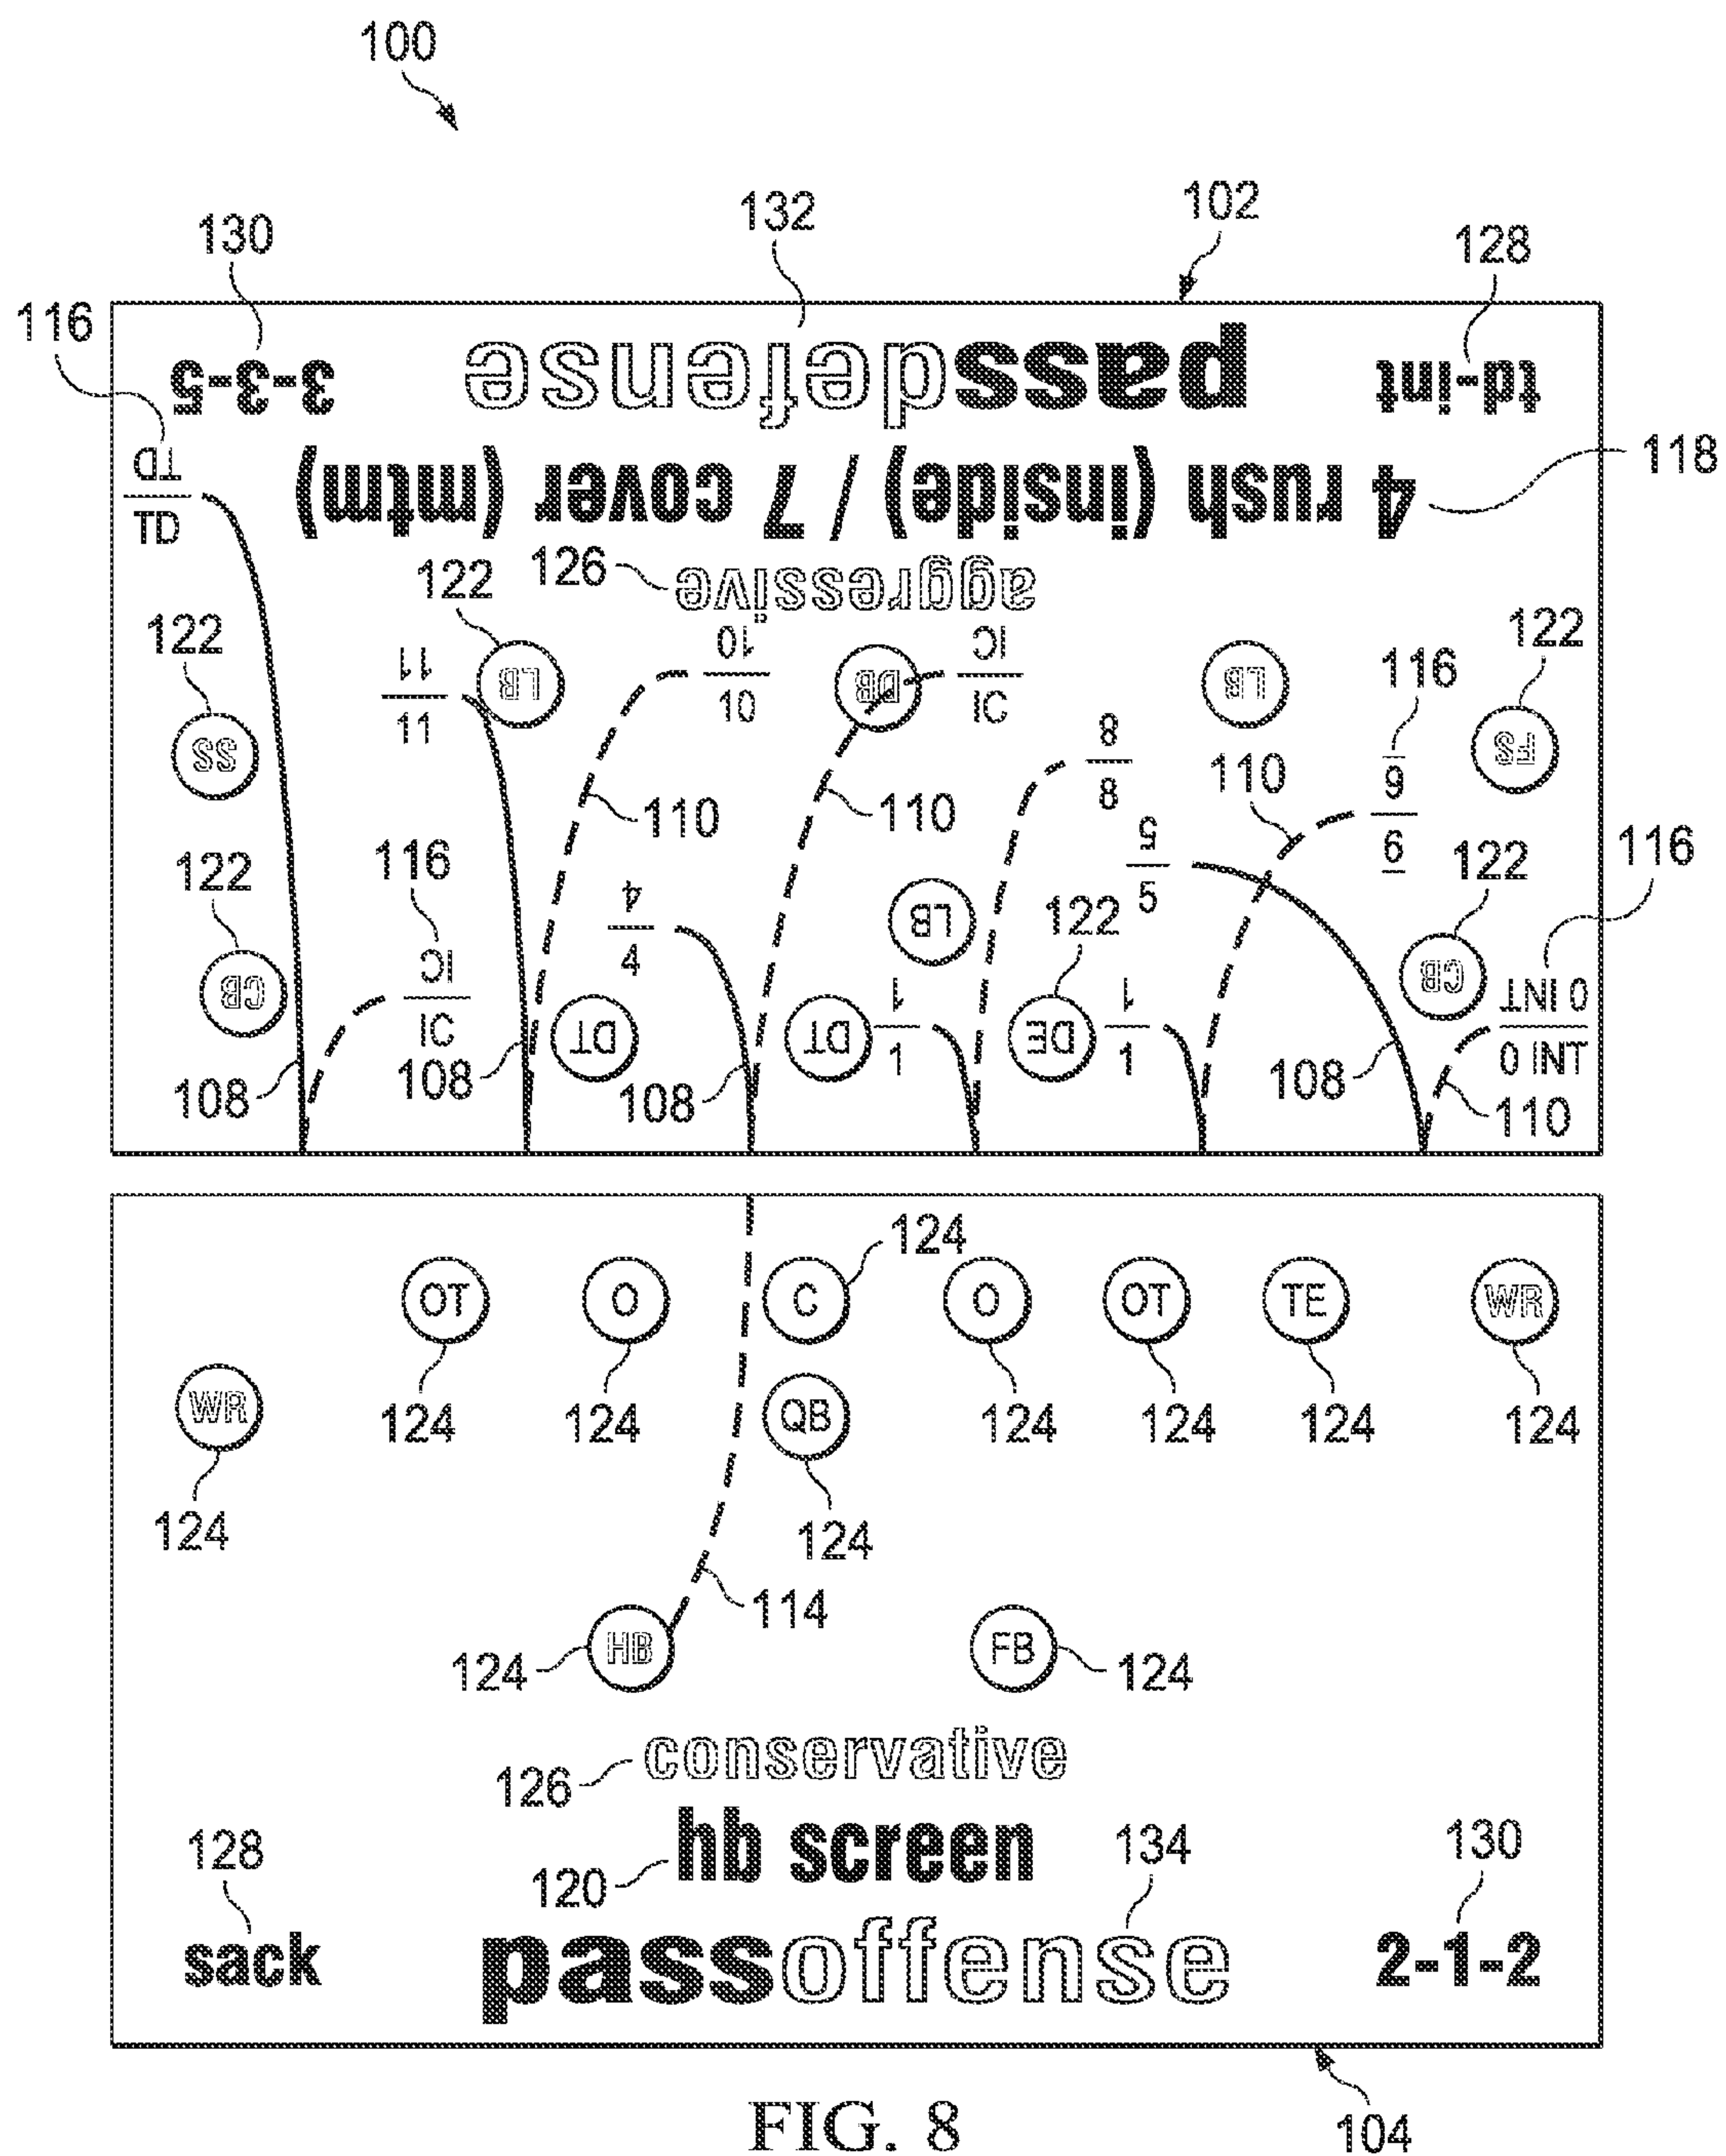 100
130 132 102 128
116
3-3-5 passdefense td-int
TD
TD
4 rush (inside) / 7 cover (mtm) 118
126 aggressive
122 122 122
11
11
LB
10
10
DB
IC
IC
LB
116
122
SS
110 110 110
8
8
6
6
FS
122 116
IC
IC
4
4
LB
5
5
122 122 116
CB
DT
DT
1
1
DE
1
1
CB
0 INT
0 INT
108 108 108 108 110
124
OT O C O OT TE WR
WR
124 124 QB 124 124 124 124
124 124
114
124 HB FB 124
126 conservative
128 120 hb screen 134 130
sack passoffense 2-1-2
FIG. 8 104